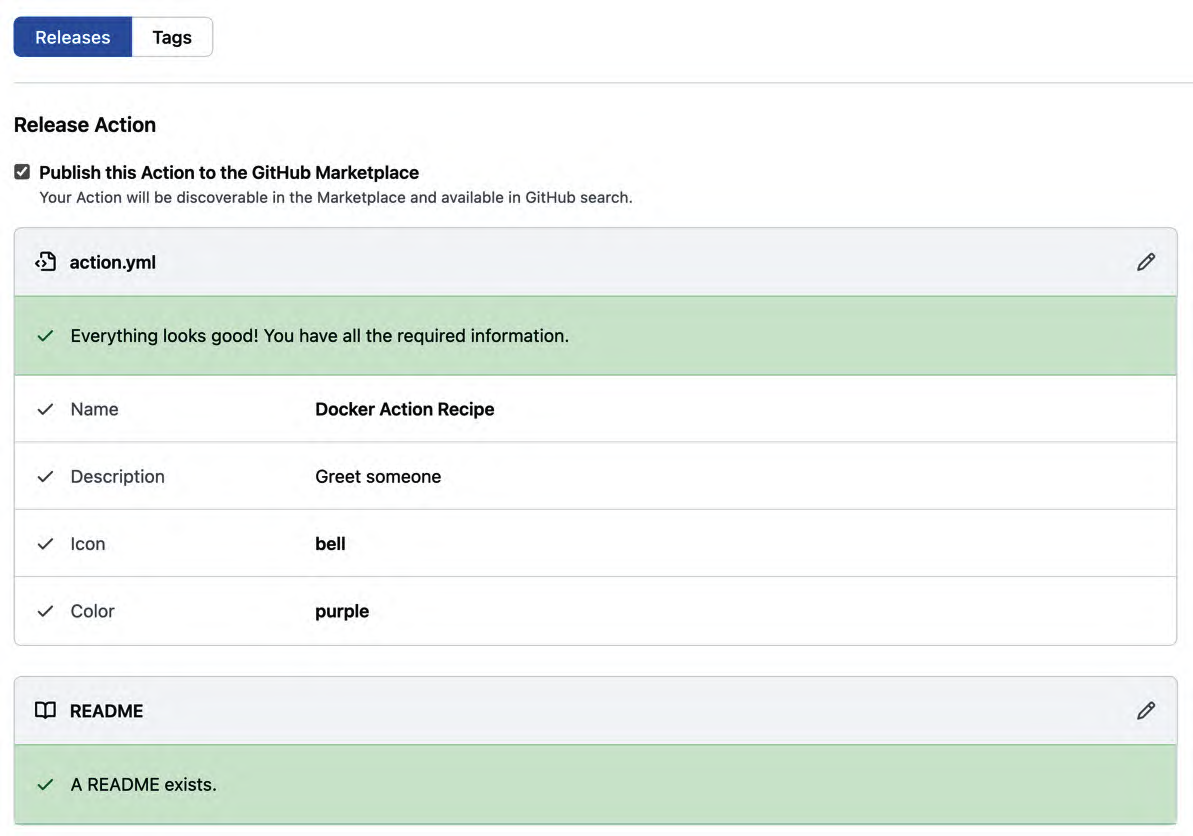 Releases Tags
Release Action
Publish this Action to the GitHub Marketplace
Your Action will be discoverable in the Marketplace and available in GitHub search.
action.yml
Everything looks good! You have all the required information.
Name Docker Action Recipe
Description Greet someone
Icon bell
Color purple
README
A README exists.